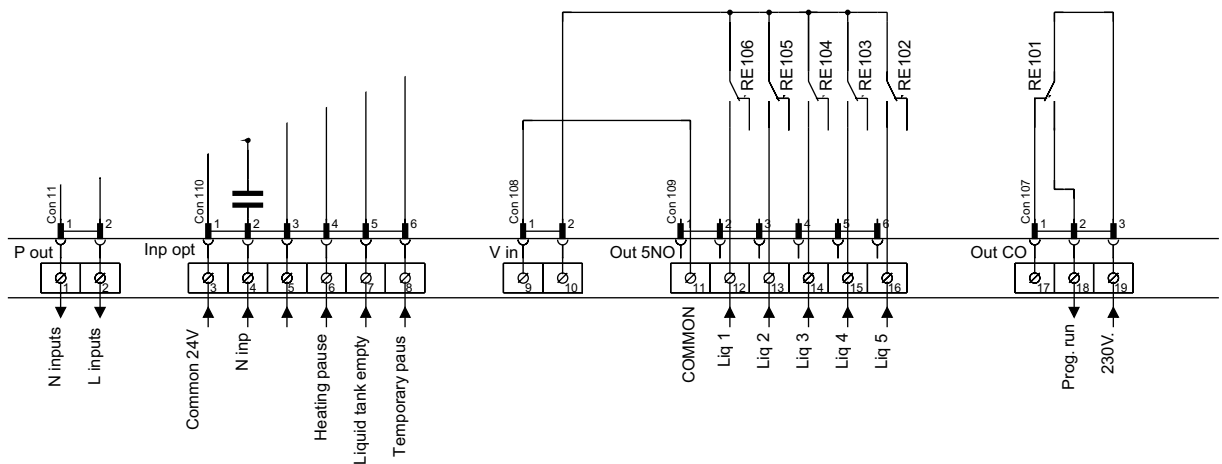 RE106
RE105
RE104
RE103
RE102
RE101
Con 11
Con 110
Con 108
Con 109
Con 107
1 2
1 2 3 4 5 6
1 2
1 2 3 4 5 6
1 2 3
P out
Inp opt
V in
Out 5NO
Out CO
1 2
3 4 5 6 7 8
9 10
11 12 13 14 15 16
17 18 19
N inputs
L inputs
Common 24V
N inp
Heating pause
Liquid tank empty
Temporary paus
COMMON
Liq 1
Liq 2
Liq 3
Liq 4
Liq 5
Prog. run
230V.